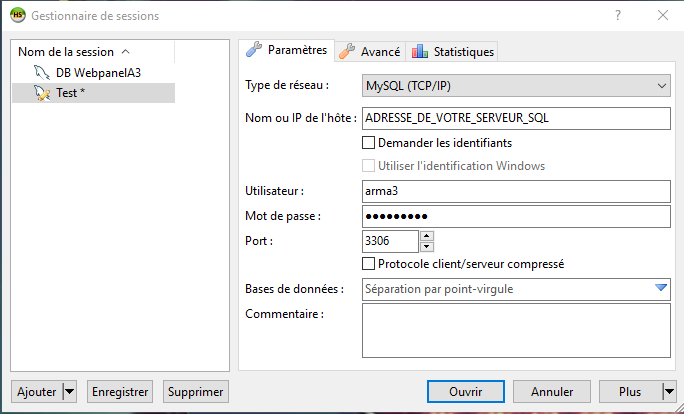 Gestionnaire de sessions
Nom de la session
DB WebpanelA3
Test *
Paramètres Avancé Statistiques
Type de réseau : MySQL (TCP/IP)
Nom ou IP de l'hôte : ADRESSE_DE_VOTRE_SERVEUR_SQL
Demander les identifiants
Utiliser l'identification Windows
Utilisateur : arma3
Mot de passe : ●●●●●●●●●
Port : 3306
Protocole client/serveur compressé
Bases de données : Séparation par point-virgule
Commentaire :
Ajouter Enregistrer Supprimer Ouvrir Annuler Plus